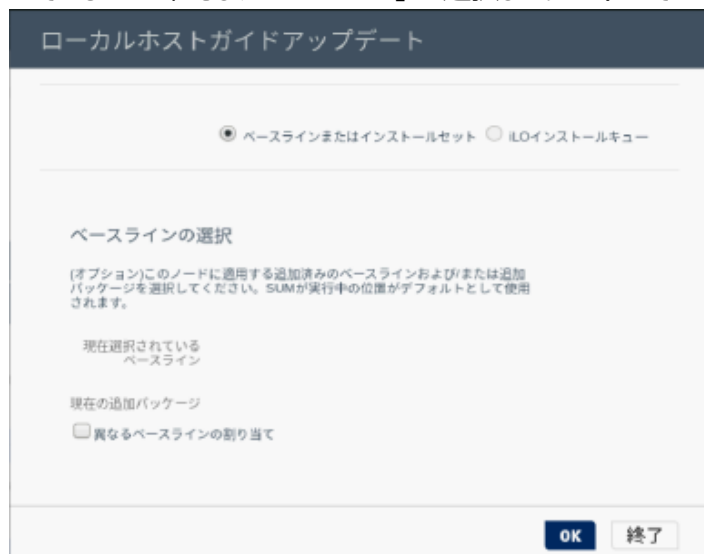 ローカルホストガイドアップデート
ベースラインまたはインストールセット iLOインストールキュー
ベースラインの選択
(オプション)このノードに適用する追加済みのベースラインおよび/または追加
パッケージを選択してください。SUMが実行中の位置がデフォルトとして使用
されます。
現在選択されている
ベースライン
現在の追加パッケージ
異なるベースラインの割り当て
OK 終了